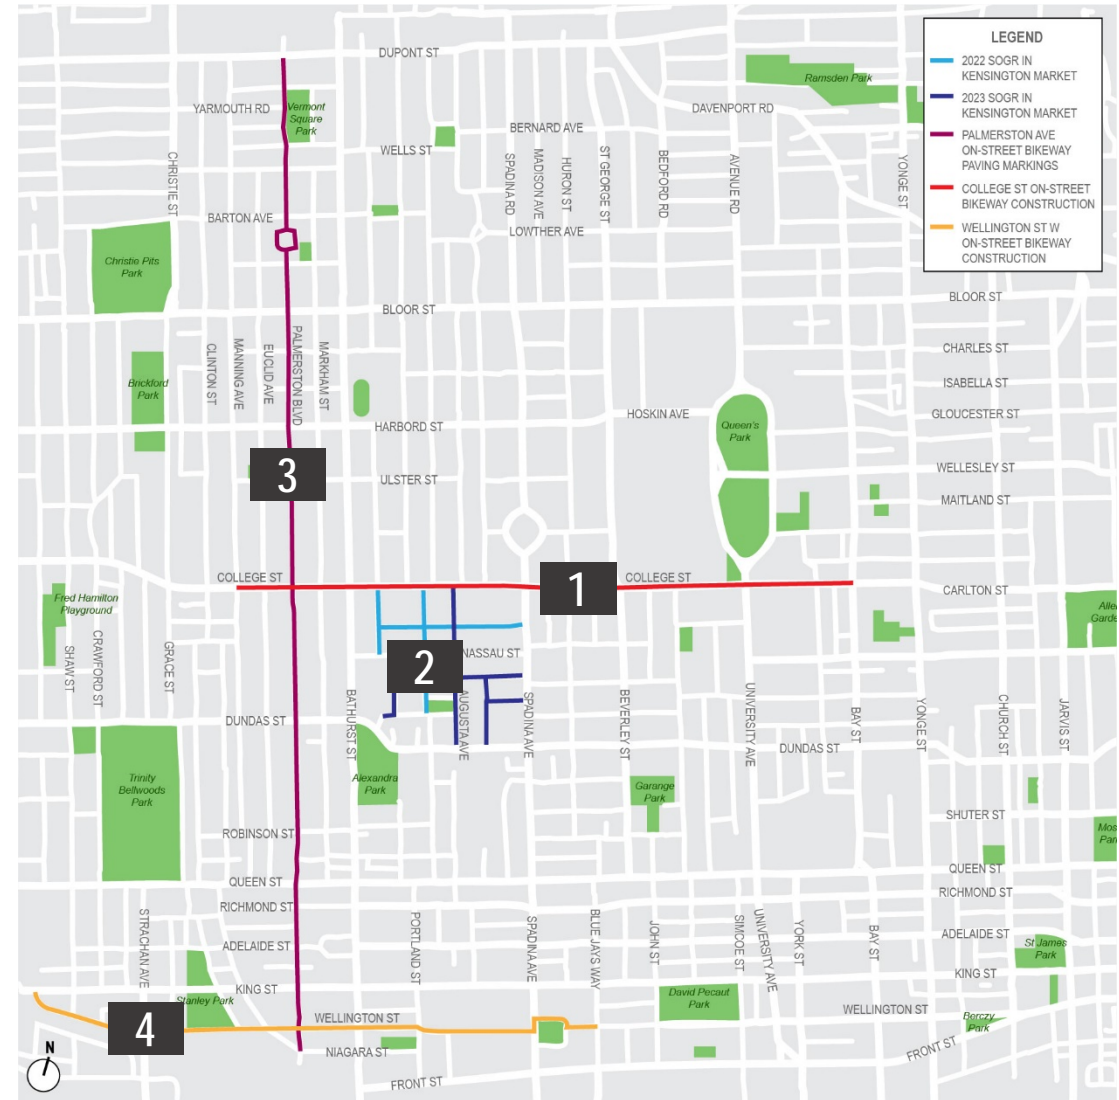 LEGEND
2022 SOGR IN
KENSINGTON MARKET
2023 SOGR IN
KENSINGTON MARKET
PALMERSTON AVE
ON-STREET BIKEWAY
PAVING MARKINGS
COLLEGE ST ON-STREET
BIKEWAY CONSTRUCTION
WELLINGTON ST W
ON-STREET BIKEWAY
CONSTRUCTION
DUPONT ST
Ramsden Park
YARMOUTH RD
Vermont
Square
Park
DAVENPORT RD
BERNARD AVE
WELLS ST
CHRISTIE ST
SPADINA RD
MADISON AVE
HURON ST
ST GEORGE ST
BEDFORD RD
AVENUE RD
YONGE ST
BARTON AVE
LOWTHER AVE
Christie Pits
Park
BLOOR ST
BLOOR ST
CLINTON ST
MANNING AVE
EUCLID AVE
PALMERSTON BLVD
MARKHAM ST
CHARLES ST
Brickford
Park
ISABELLA ST
HOSKIN AVE
GLOUCESTER ST
HARBORD ST
Queen's
Park
3
ULSTER ST
WELLESLEY ST
MAITLAND ST
COLLEGE ST
1
COLLEGE ST
CARLTON ST
Fred Hamilton
Playground
Alle
Garde
SHAW ST
CRAWFORD ST
GRACE ST
2
NASSAU ST
BATHURST ST
AUGUSTA AVE
SPADINA AVE
BEVERLEY ST
UNIVERSITY AVE
BAY ST
YONGE ST
CHURCH ST
JARVIS ST
DUNDAS ST
DUNDAS ST
Trinity
Bellwoods
Park
Alexandra
Park
Garange
Park
SHUTER ST
ROBINSON ST
Mos
Par
QUEEN ST
QUEEN ST
RICHMOND ST
RICHMOND ST
STRACHAN AVE
PORTLAND ST
SPADINA AVE
BLUE JAYS WAY
JOHN ST
SIMCOE ST
UNIVERSITY AVE
YORK ST
BAY ST
ADELAIDE ST
ADELAIDE ST
St James
Park
KING ST
KING ST
Stanley Park
David Pecaut
Park
WELLINGTON ST
WELLINGTON ST
Berczy
Park
4
NIAGARA ST
FRONT ST
FRONT ST
N